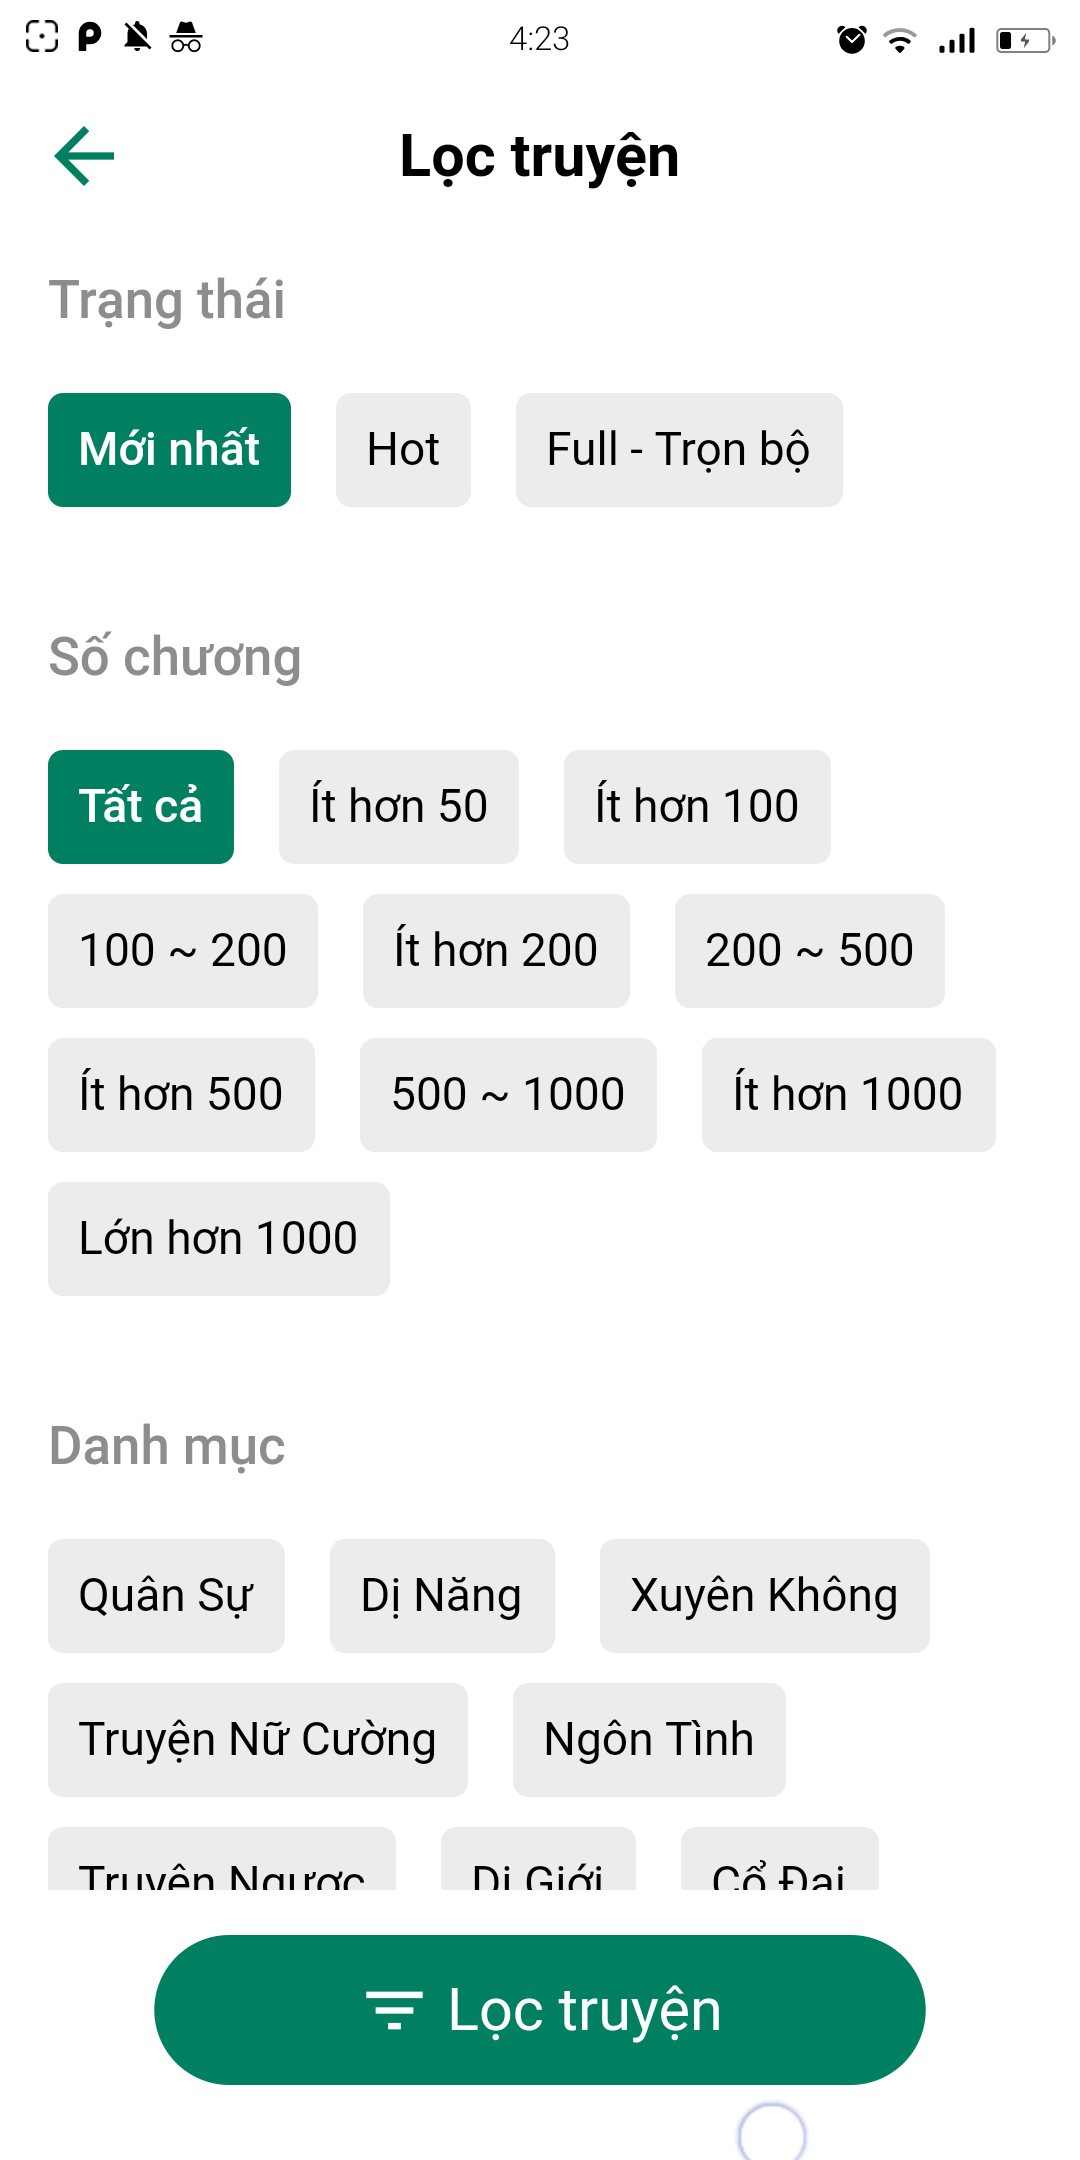 4:23
Lọc truyện
Trạng thái
Mới nhất Hot Full - Trọn bộ
Số chương
Tất cả Ít hơn 50 Ít hơn 100
100 ~ 200 Ít hơn 200 200 ~ 500
Ít hơn 500 500 ~ 1000 Ít hơn 1000
Lớn hơn 1000
Danh mục
Quân Sự Dị Năng Xuyên Không
Truyện Nữ Cường Ngôn Tình
Truyện Ngược Dị Giới Cổ Đại
Lọc truyện